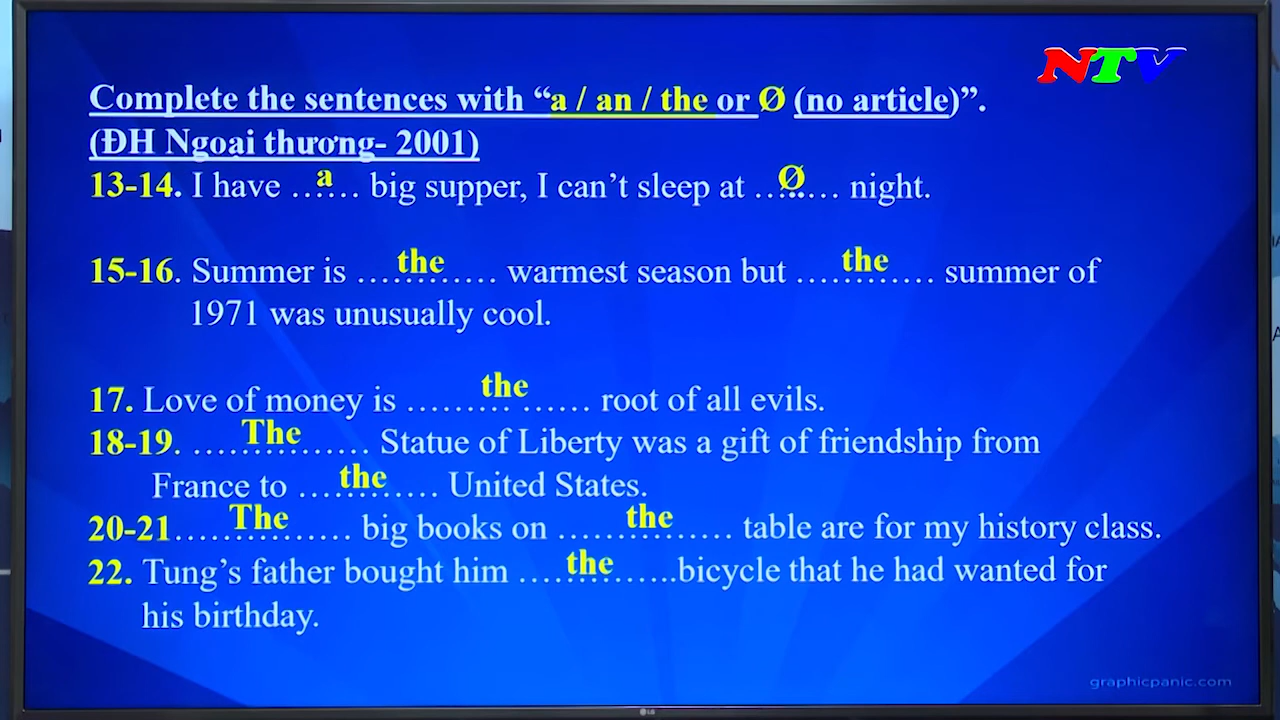 NTV
Complete the sentences with “a / an / the or Ø (no article)”.
(ĐH Ngoại thương- 2001)
13-14. I have ...a... big supper, I can’t sleep at ...Ø... night.
15-16. Summer is ......the...... warmest season but ......the...... summer of
1971 was unusually cool.
17. Love of money is .........the...... root of all evils.
18-19. ......The......... Statue of Liberty was a gift of friendship from
France to ......the...... United States.
20-21......The......... big books on .........the...... table are for my history class.
22. Tung’s father bought him ......the......bicycle that he had wanted for
his birthday.
graphicpanic.com
LG